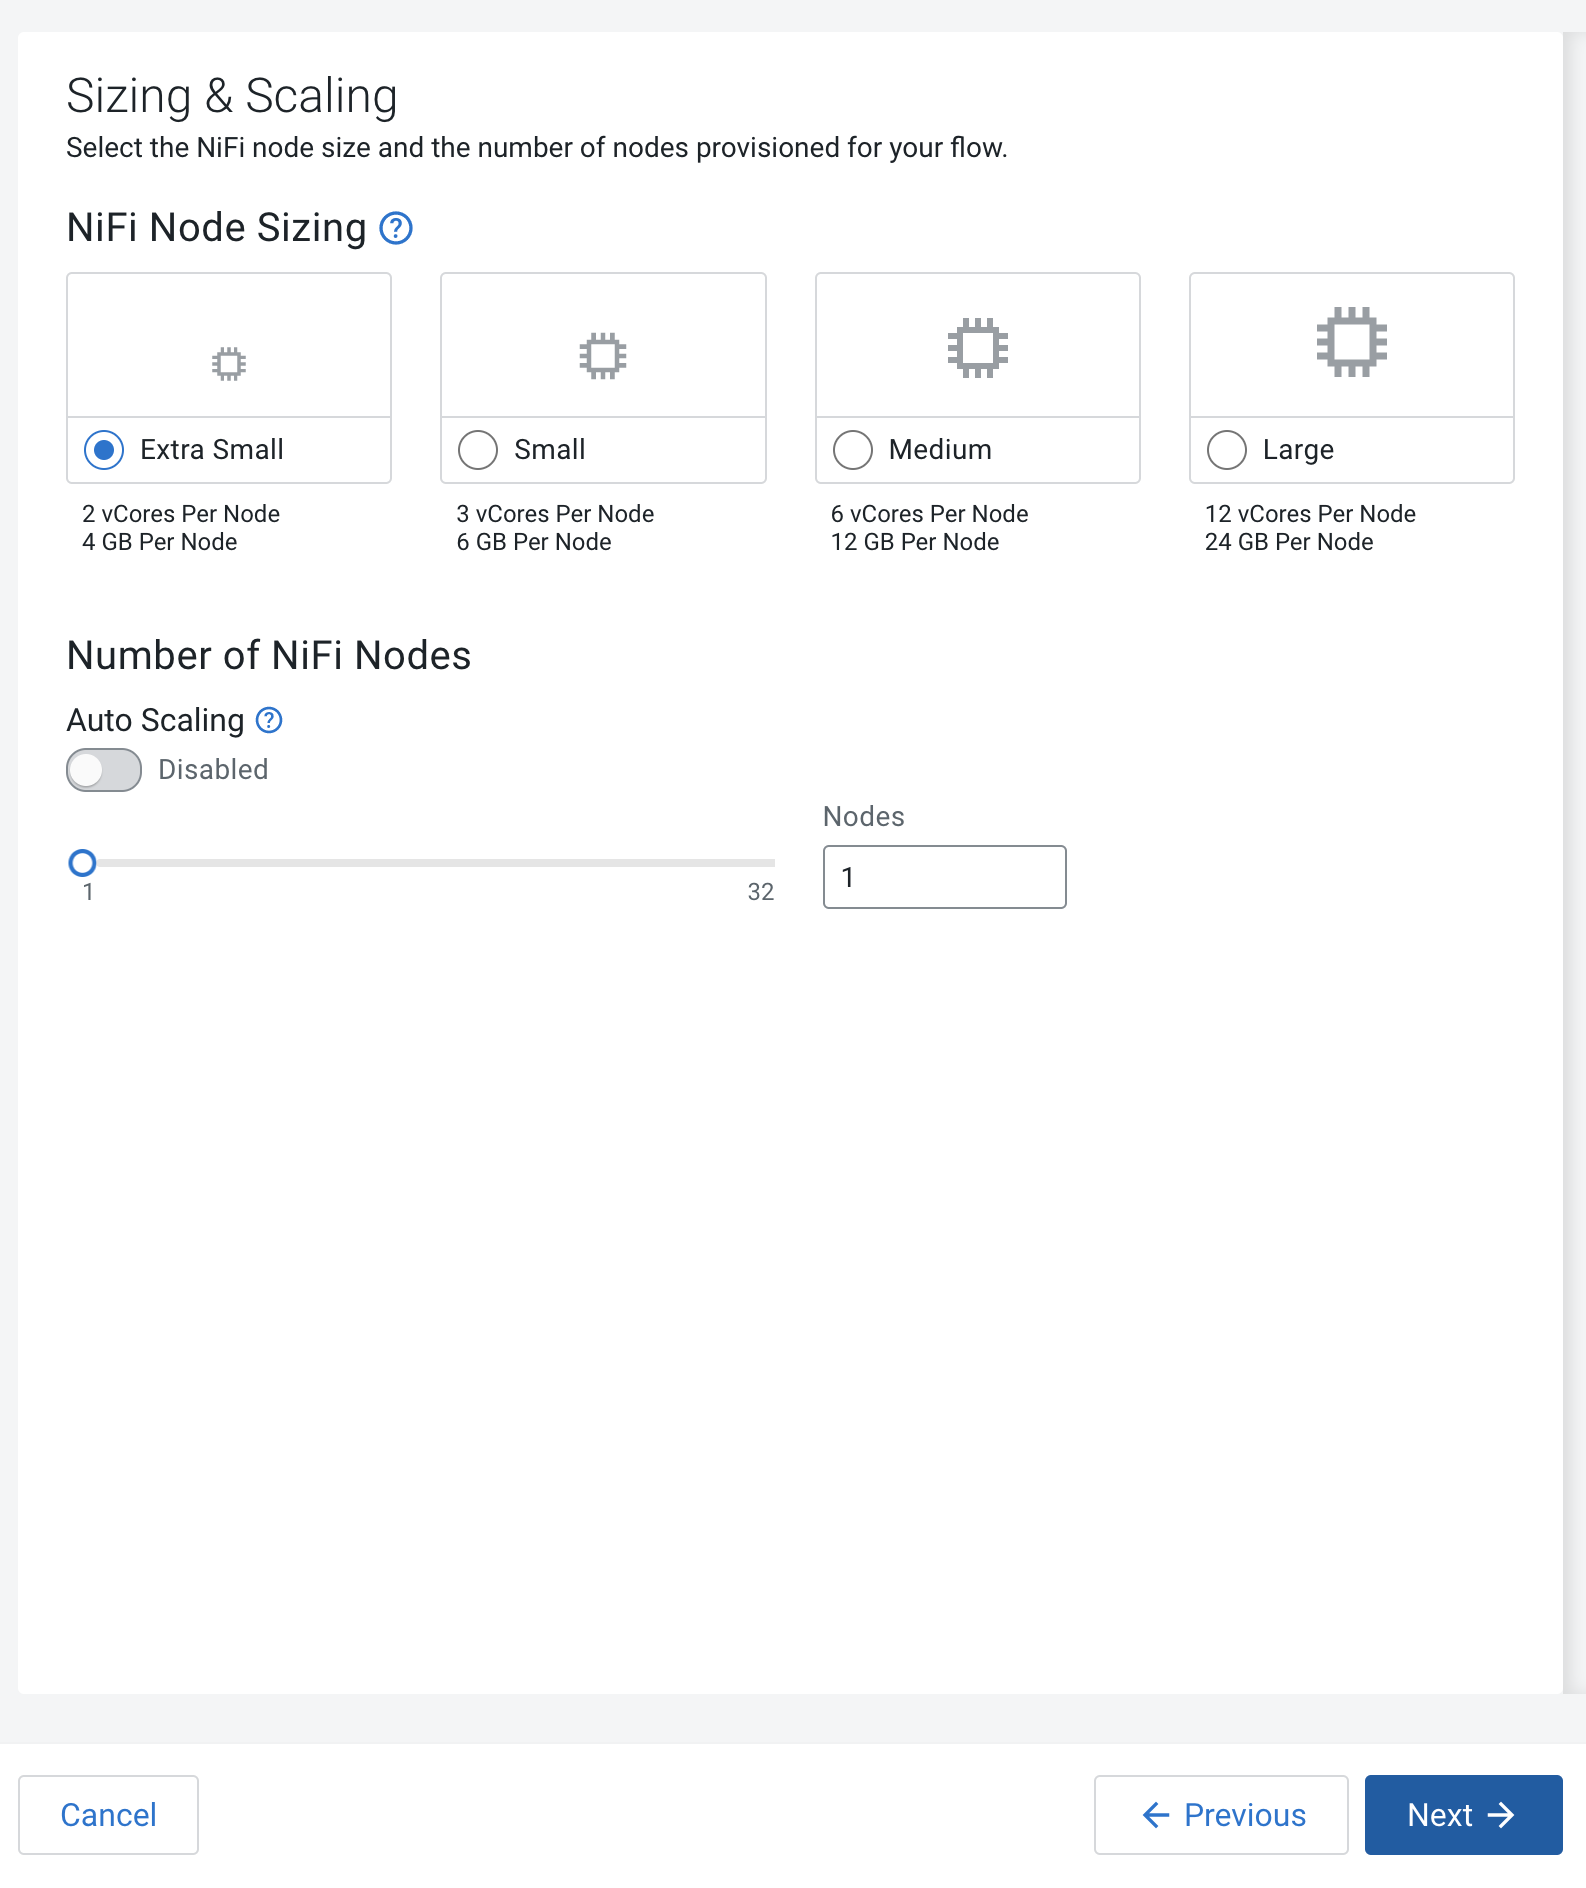 Sizing & Scaling
Select the NiFi node size and the number of nodes provisioned for your flow.
NiFi Node Sizing ?
Extra Small
2 vCores Per Node
4 GB Per Node
Small
3 vCores Per Node
6 GB Per Node
Medium
6 vCores Per Node
12 GB Per Node
Large
12 vCores Per Node
24 GB Per Node
Number of NiFi Nodes
Auto Scaling ?
Disabled
1
32
Nodes
1
Cancel
← Previous
Next →